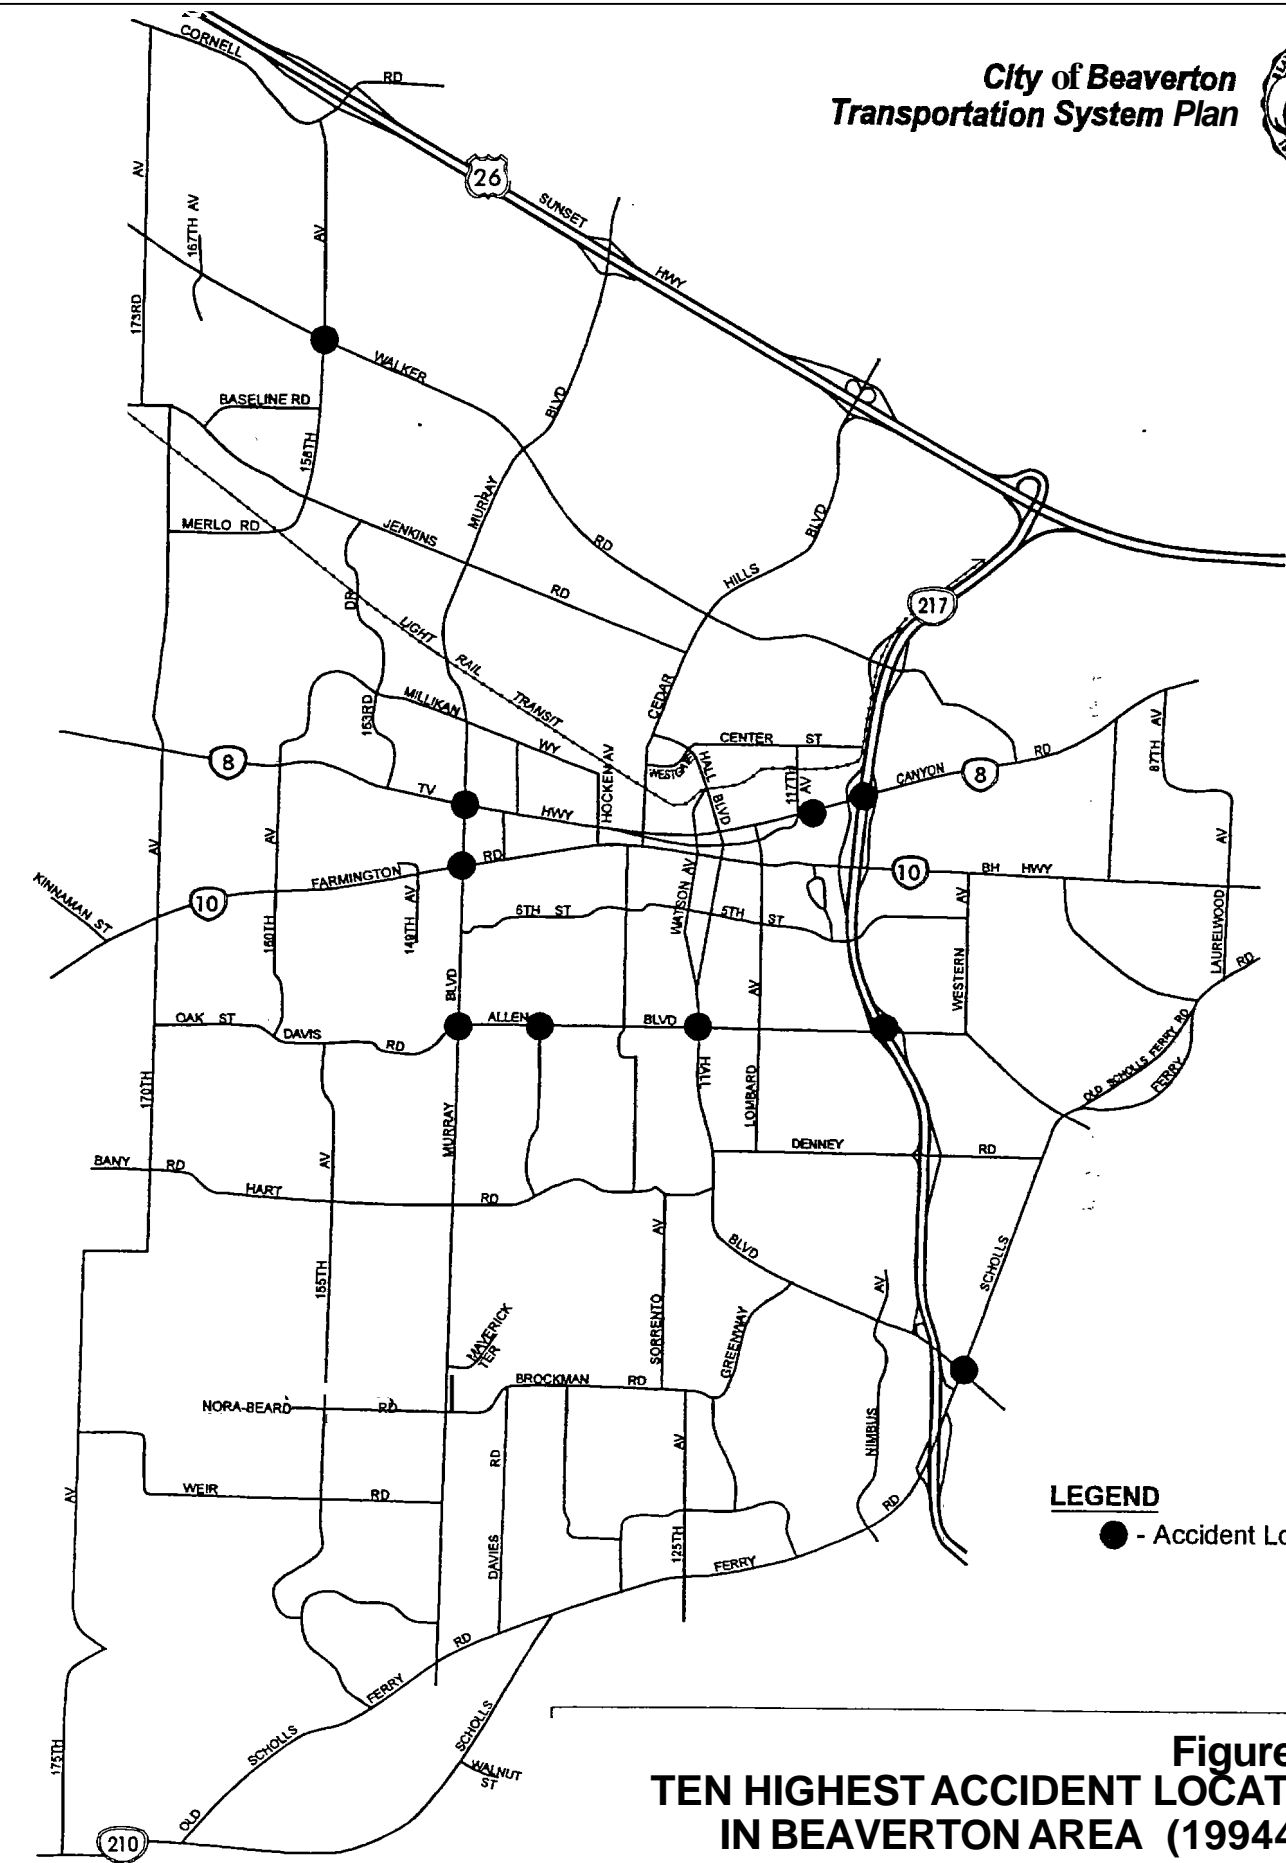 City of Beaverton
Transportation System Plan
CORNELL
RD
26
SUNSET
HWY
AV
167TH AV
AV
173RD
WALKER
BASELINE RD
BLVD
158TH
MERLO RD
JENKINS
MURRAY
RD
BLVD
RD
HILLS
217
DR
LIGHT
RAIL
TRANSIT
CEDAR
MILLIKAN
WY
153RD
HOCKEN AV
CENTER ST
WESTGATE
HALL BLVD
117TH AV
87TH AV
8
TV
HWY
CANYON
8
RD
AV
AV
AV
KINNAMAN ST
10
FARMINGTON
RD
10
BH HWY
160TH
149TH AV
6TH ST
WATSON AV
5TH ST
AV
LAURELWOOD
RD
WESTERN
BLVD
AV
OAK ST
DAVIS
RD
ALLEN
BLVD
HALL
LOMBARD
OLD SCHOLLS FERRY RD
FERRY
170TH
MURRAY
DENNEY
RD
BANY RD
HART
RD
AV
AV
BLVD
SCHOLLS
AV
155TH
MAVERICK
TER
SORRENTO
GREENWAY
BROCKMAN RD
NORA-BEARD
RD
NIMBUS
AV
RD
AV
WEIR
RD
RD
LEGEND
- Accident Lo
DAVIES
125TH
FERRY
RD
FERRY
SCHOLLS
SCHOLLS
WALNUT
ST
175TH
OLD
210
Figure
TEN HIGHEST ACCIDENT LOCAT
IN BEAVERTON AREA (19944